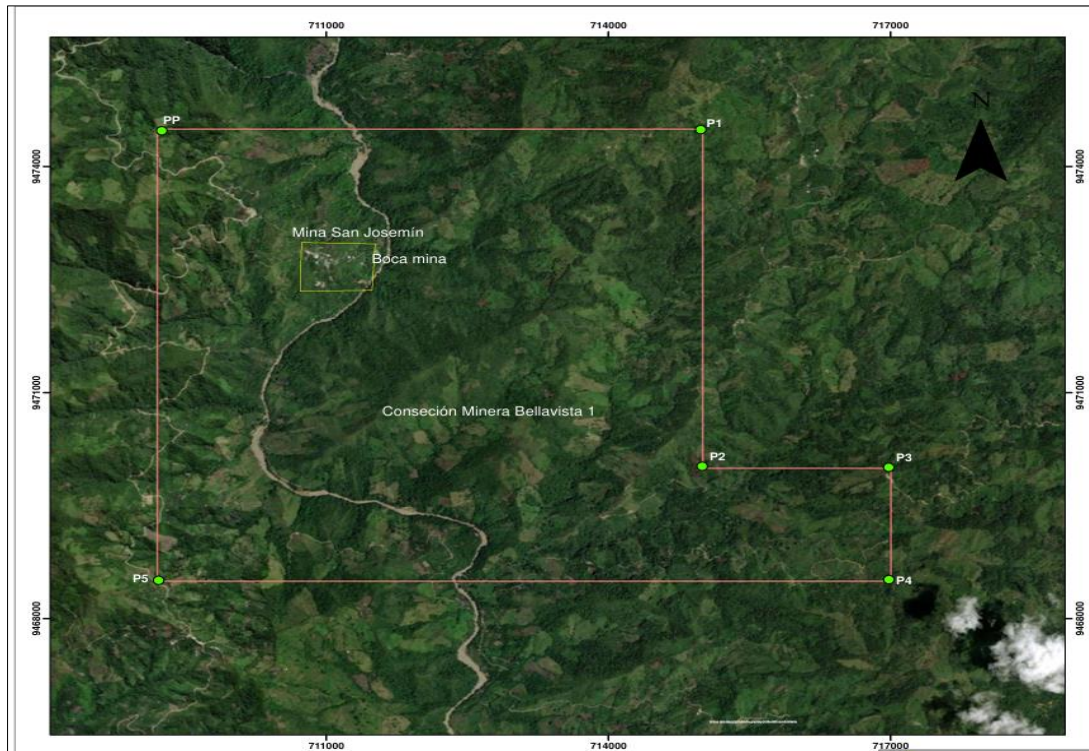 711000
714000
717000
N
PP
P1
9474000
9474000
Mina San Josemín
Boca mina
9471000
9471000
Conseción Minera Bellavista 1
P2
P3
P5
P4
9468000
9468000
711000
714000
717000